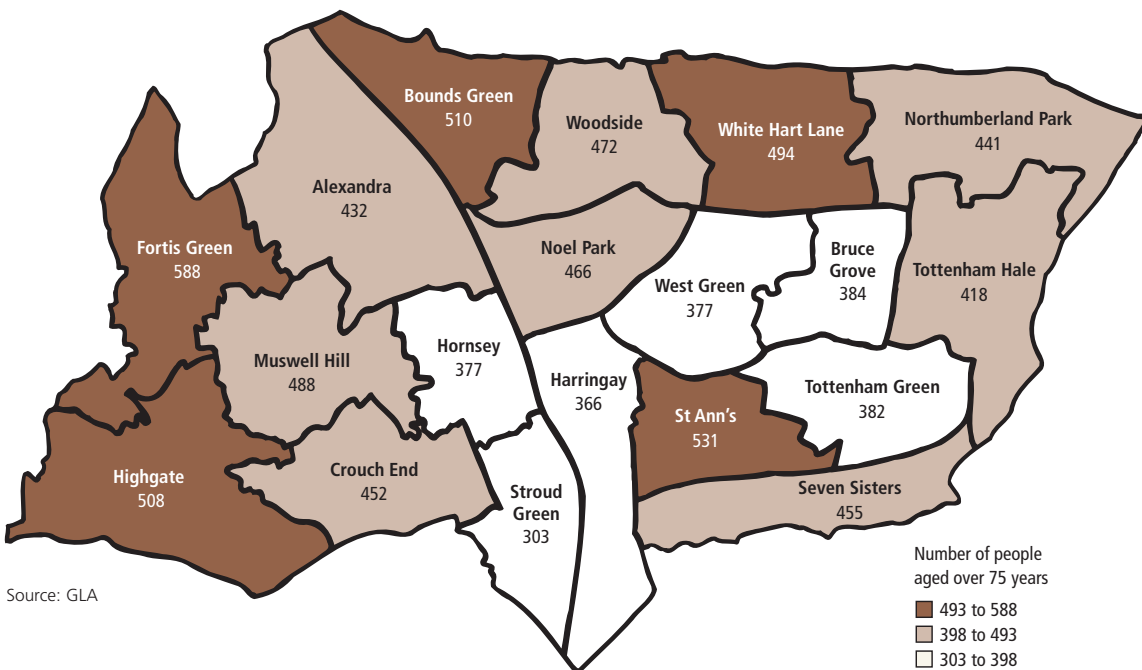 Bounds Green
510
Woodside
472
White Hart Lane
494
Northumberland Park
441
Alexandra
432
Fortis Green
588
Noel Park
466
West Green
377
Bruce
Grove
384
Tottenham Hale
418
Muswell Hill
488
Hornsey
377
Harringay
366
St Ann's
531
Tottenham Green
382
Highgate
508
Crouch End
452
Stroud
Green
303
Seven Sisters
455
Source: GLA
Number of people
aged over 75 years
493 to 588
398 to 493
303 to 398